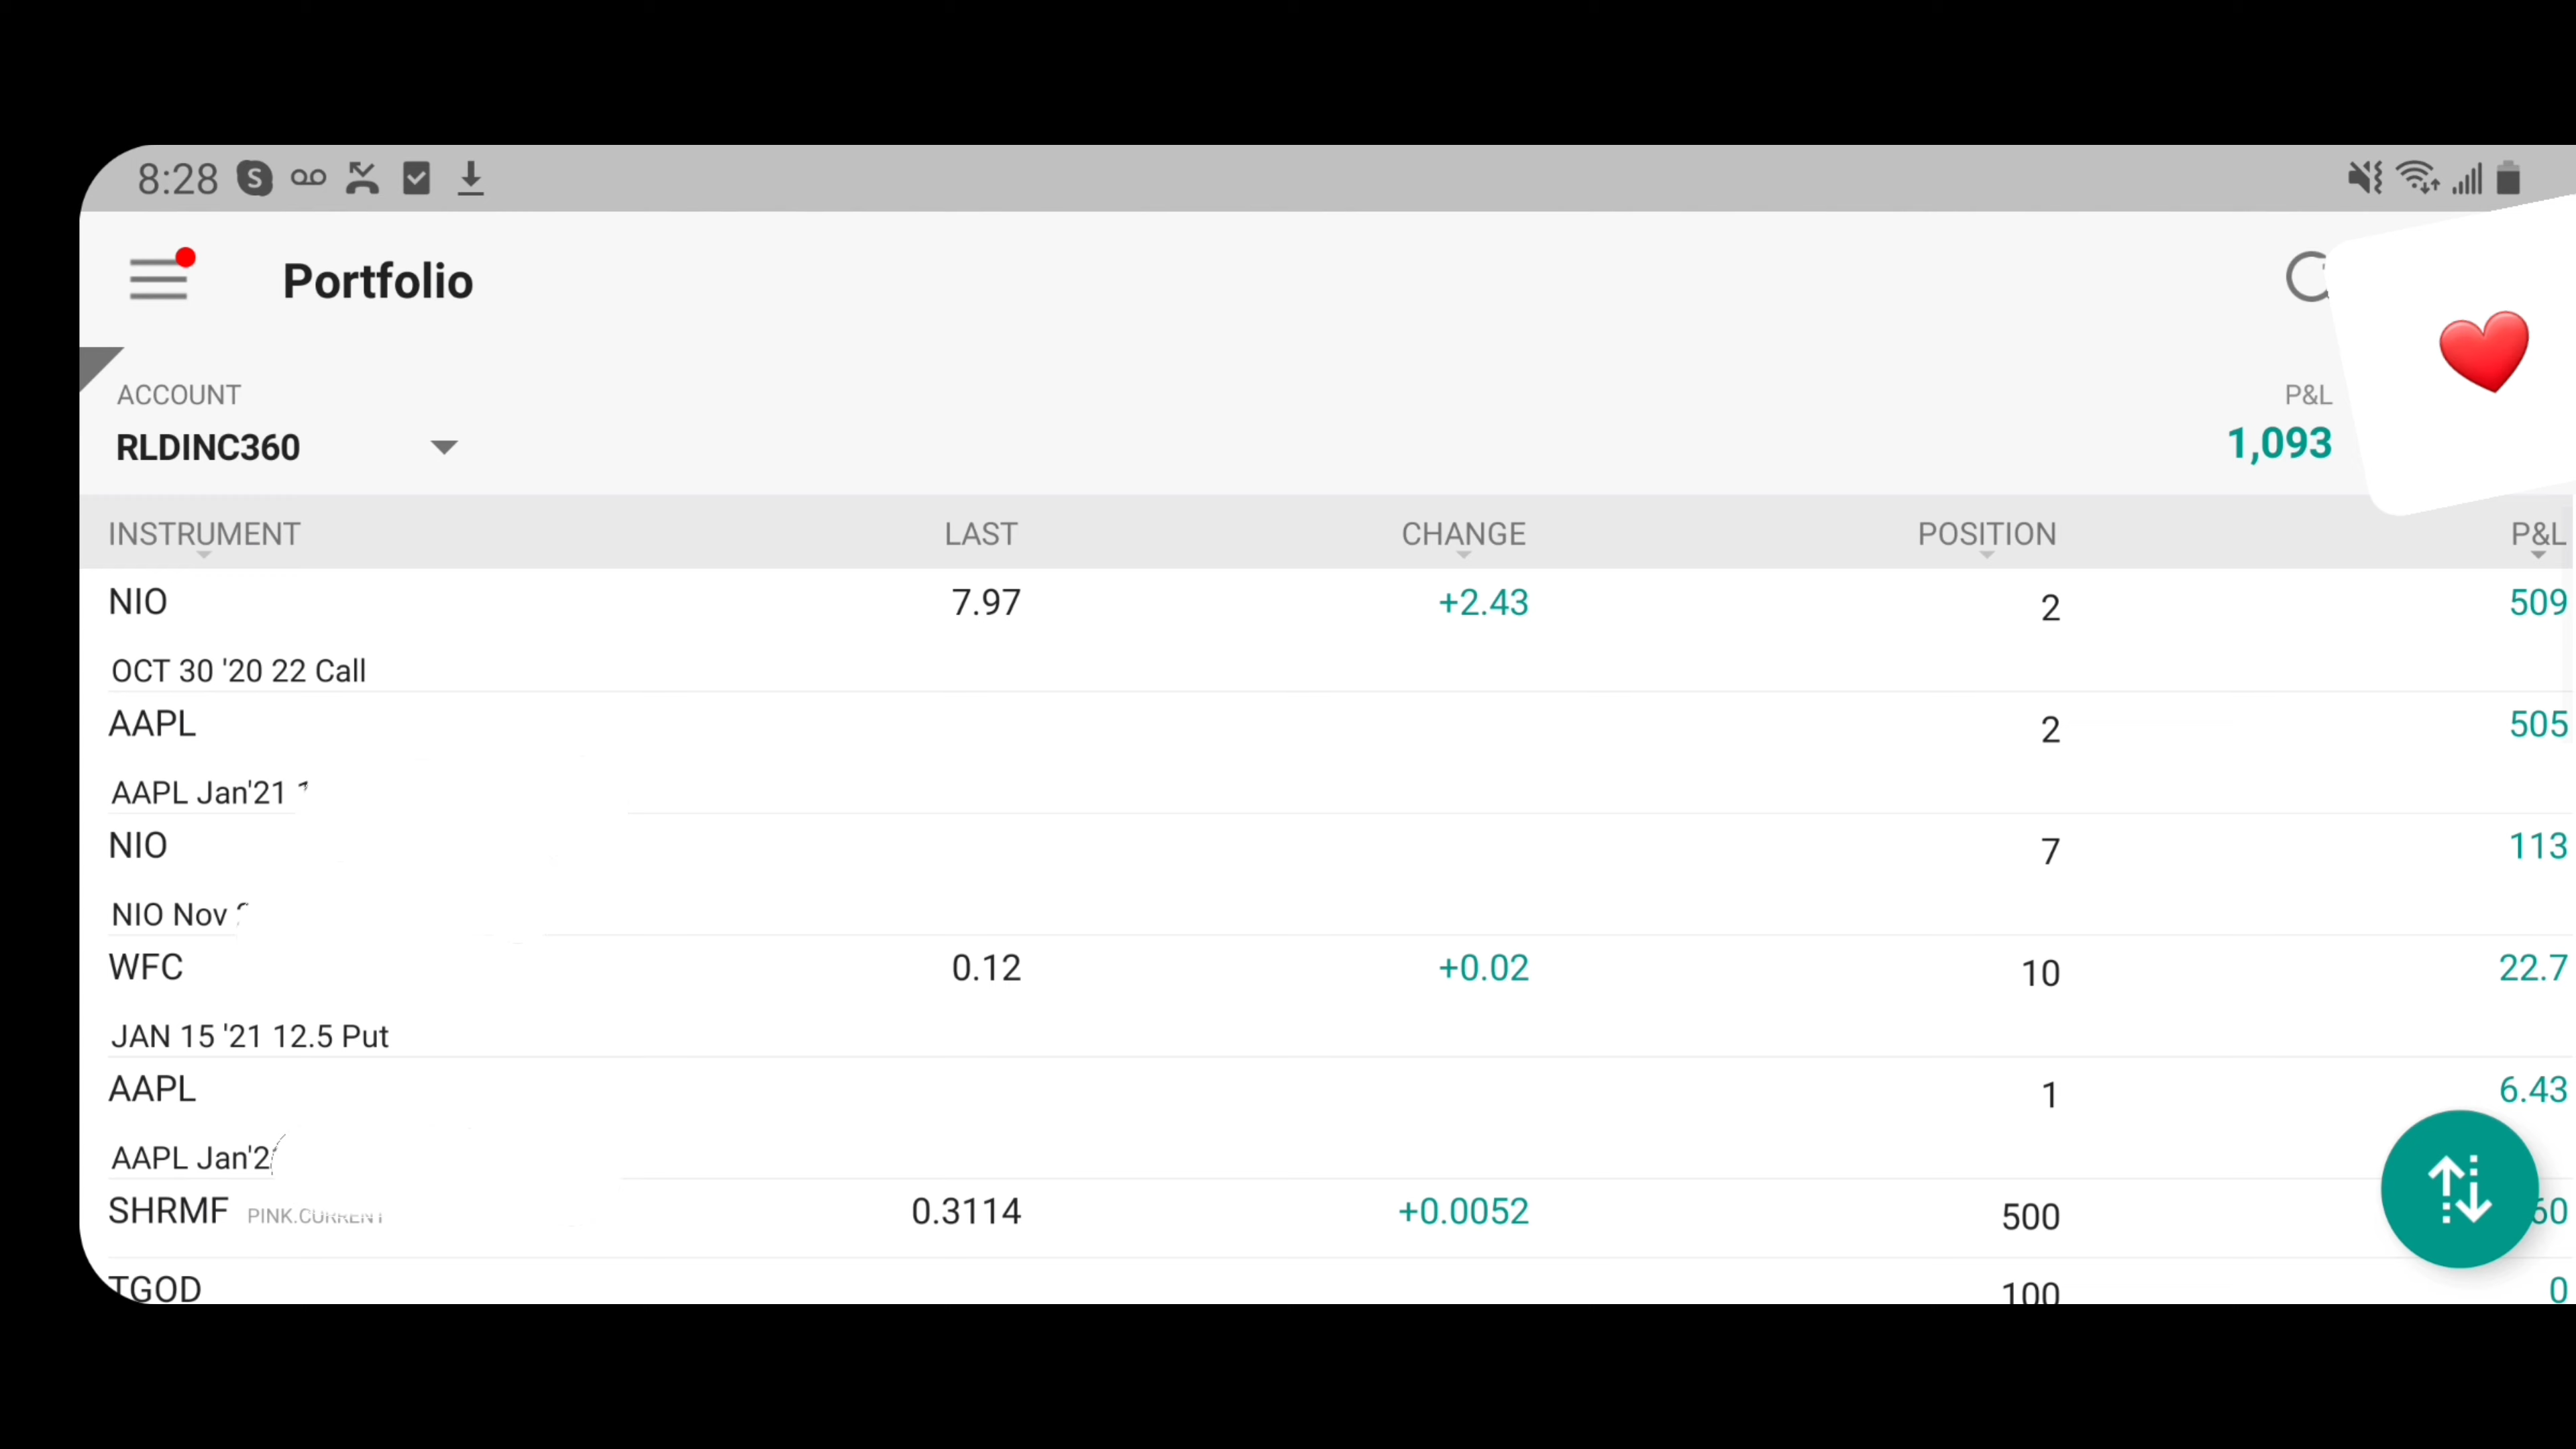 8:28
Portfolio
ACCOUNT P&L
RLDINC360 1,093
INSTRUMENT LAST CHANGE POSITION P&L
NIO 7.97 +2.43 2 509
OCT 30 '20 22 Call
AAPL 2 505
AAPL Jan'21
NIO 7 113
NIO Nov
WFC 0.12 +0.02 10 22.7
JAN 15 '21 12.5 Put
AAPL 1 6.43
AAPL Jan'2
SHRMF PINK.CURRENT 0.3114 +0.0052 500 60
TGOD 100 0